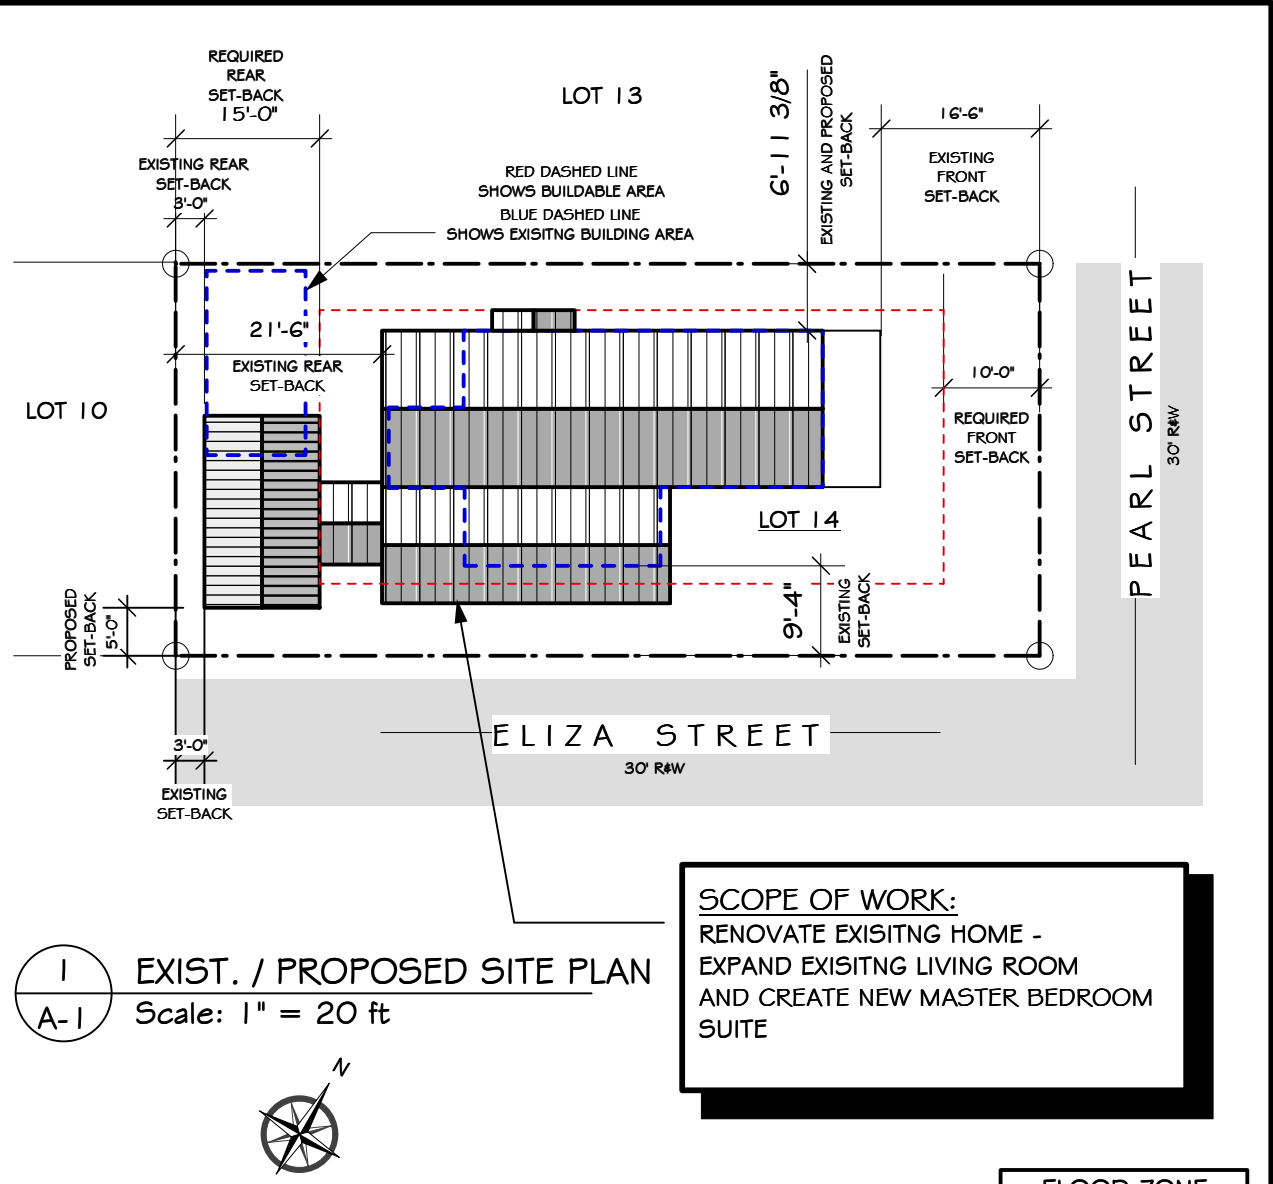 REQUIRED
REAR
SET-BACK
15'-0"
LOT 13
6'-11 3/8"
EXISTING AND PROPOSED
SET-BACK
16'-6"
EXISTING
FRONT
SET-BACK
EXISTING REAR
SET-BACK
3'-0"
RED DASHED LINE
SHOWS BUILDABLE AREA
BLUE DASHED LINE
SHOWS EXISITNG BUILDING AREA
21'-6"
EXISTING REAR
SET-BACK
LOT 10
10'-0"
REQUIRED
FRONT
SET-BACK
PEARL STREET
30' R&W
LOT 14
9'-4"
EXISTING
SET-BACK
PROPOSED
SET-BACK
5'-0"
ELIZA STREET
30' R&W
3'-0"
EXISTING
SET-BACK
SCOPE OF WORK:
RENOVATE EXISITNG HOME -
EXPAND EXISITNG LIVING ROOM
AND CREATE NEW MASTER BEDROOM
SUITE
1
A-1
EXIST. / PROPOSED SITE PLAN
Scale: 1" = 20 ft
N
FLOOD ZONE